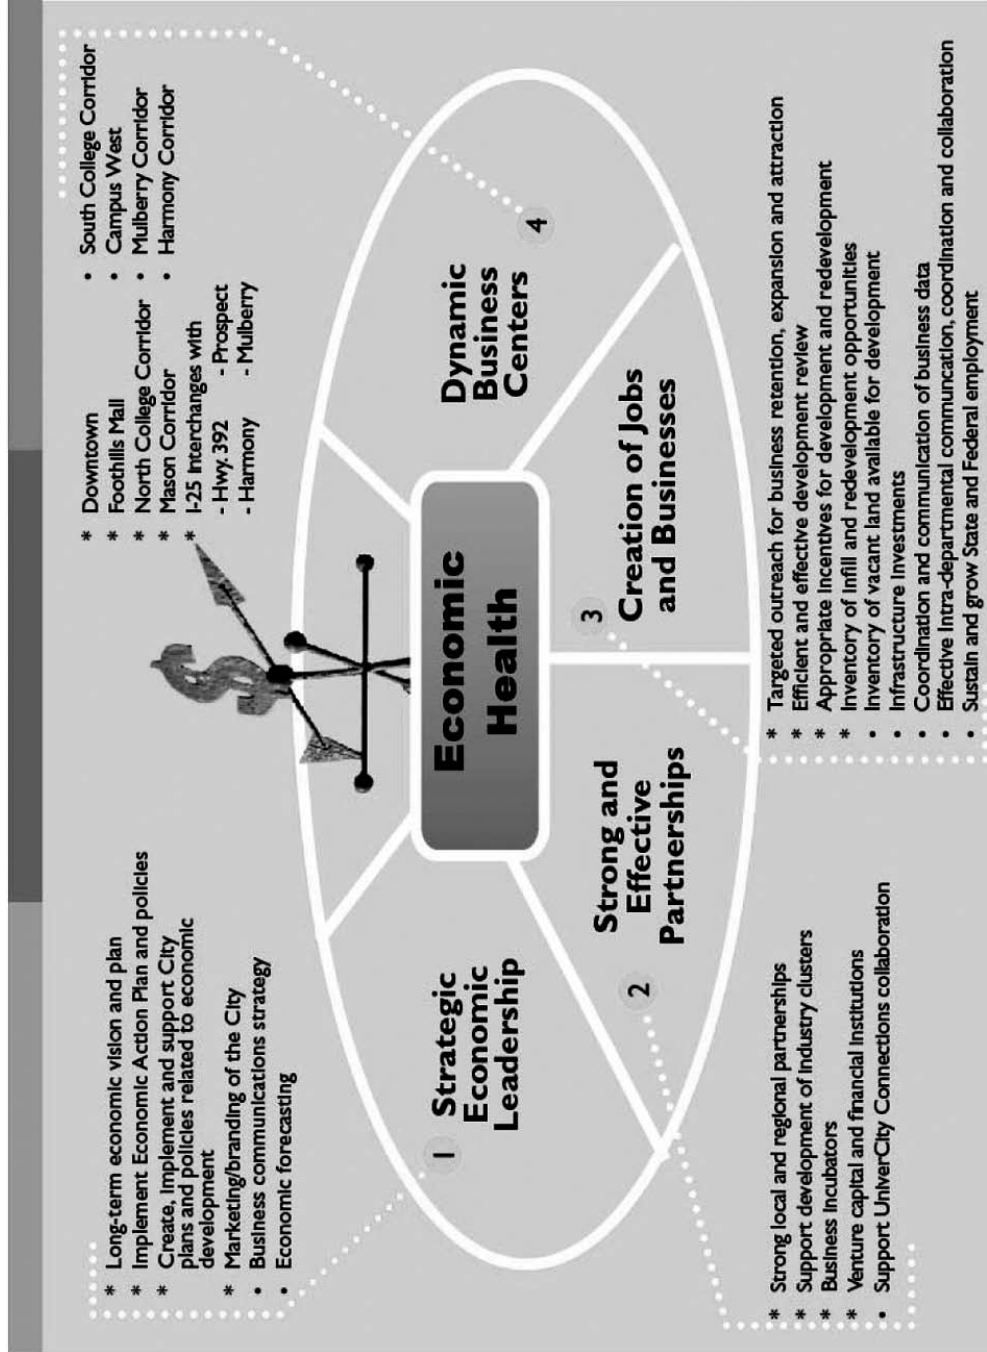 * Long-term economic vision and plan
* Implement Economic Action Plan and policies
* Create, Implement and support City
plans and policies related to economic
development
* Marketing/branding of the City
• Business communications strategy
• Economic forecasting
* Downtown
* Foothills Mall
* North College Corridor
* Mason Corridor
* I-25 Interchanges with
- Hwy. 392 - Prospect
- Harmony - Mulberry
• South College Corridor
• Campus West
• Mulberry Corridor
• Harmony Corridor
$
Economic
Health
1
Strategic
Economic
Leadership
2
Strong and
Effective
Partnerships
3
Creation of Jobs
and Businesses
4
Dynamic
Business
Centers
* Strong local and regional partnerships
* Support development of Industry clusters
* Business Incubators
* Venture capital and financial Institutions
• Support UniverCity Connections collaboration
* Targeted outreach for business retention, expansion and attraction
* Efficient and effective development review
* Appropriate Incentives for development and redevelopment
* Inventory of Infill and redevelopment opportunities
• Inventory of vacant land available for development
• Infrastructure Investments
• Coordination and communication of business data
• Effective Intra-departmental communcation, coordination and collaboration
• Sustain and grow State and Federal employment